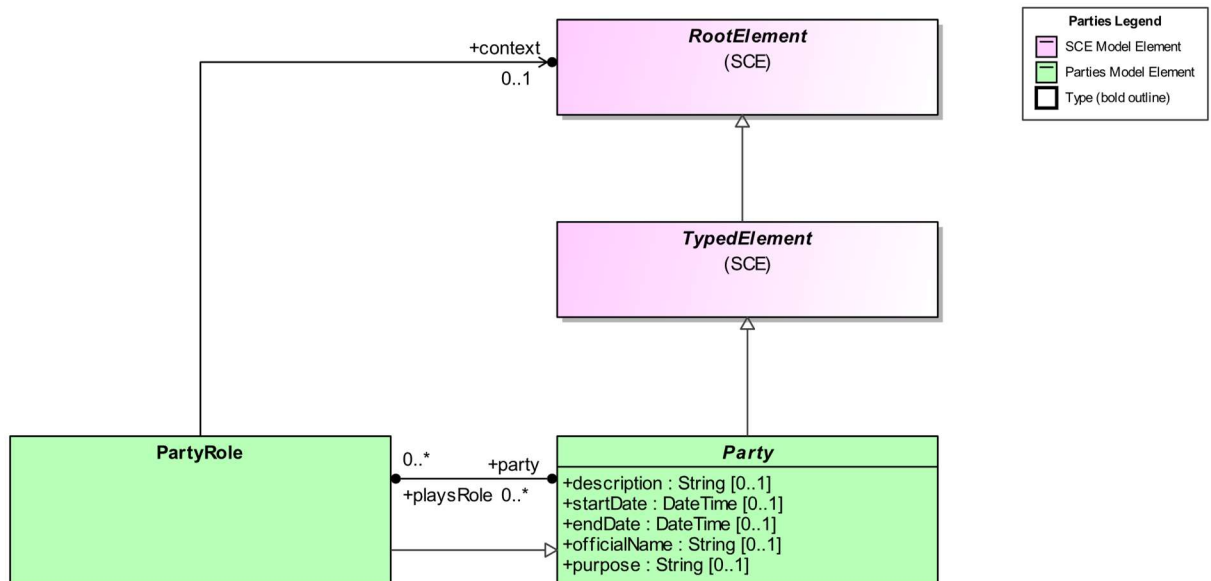 RootElement
(SCE)
+context
0..1
Parties Legend
SCE Model Element
Parties Model Element
Type (bold outline)
TypedElement
(SCE)
PartyRole
0..*
+party
+playsRole 0..*
Party
+description : String [0..1]
+startDate : DateTime [0..1]
+endDate : DateTime [0..1]
+officialName : String [0..1]
+purpose : String [0..1]